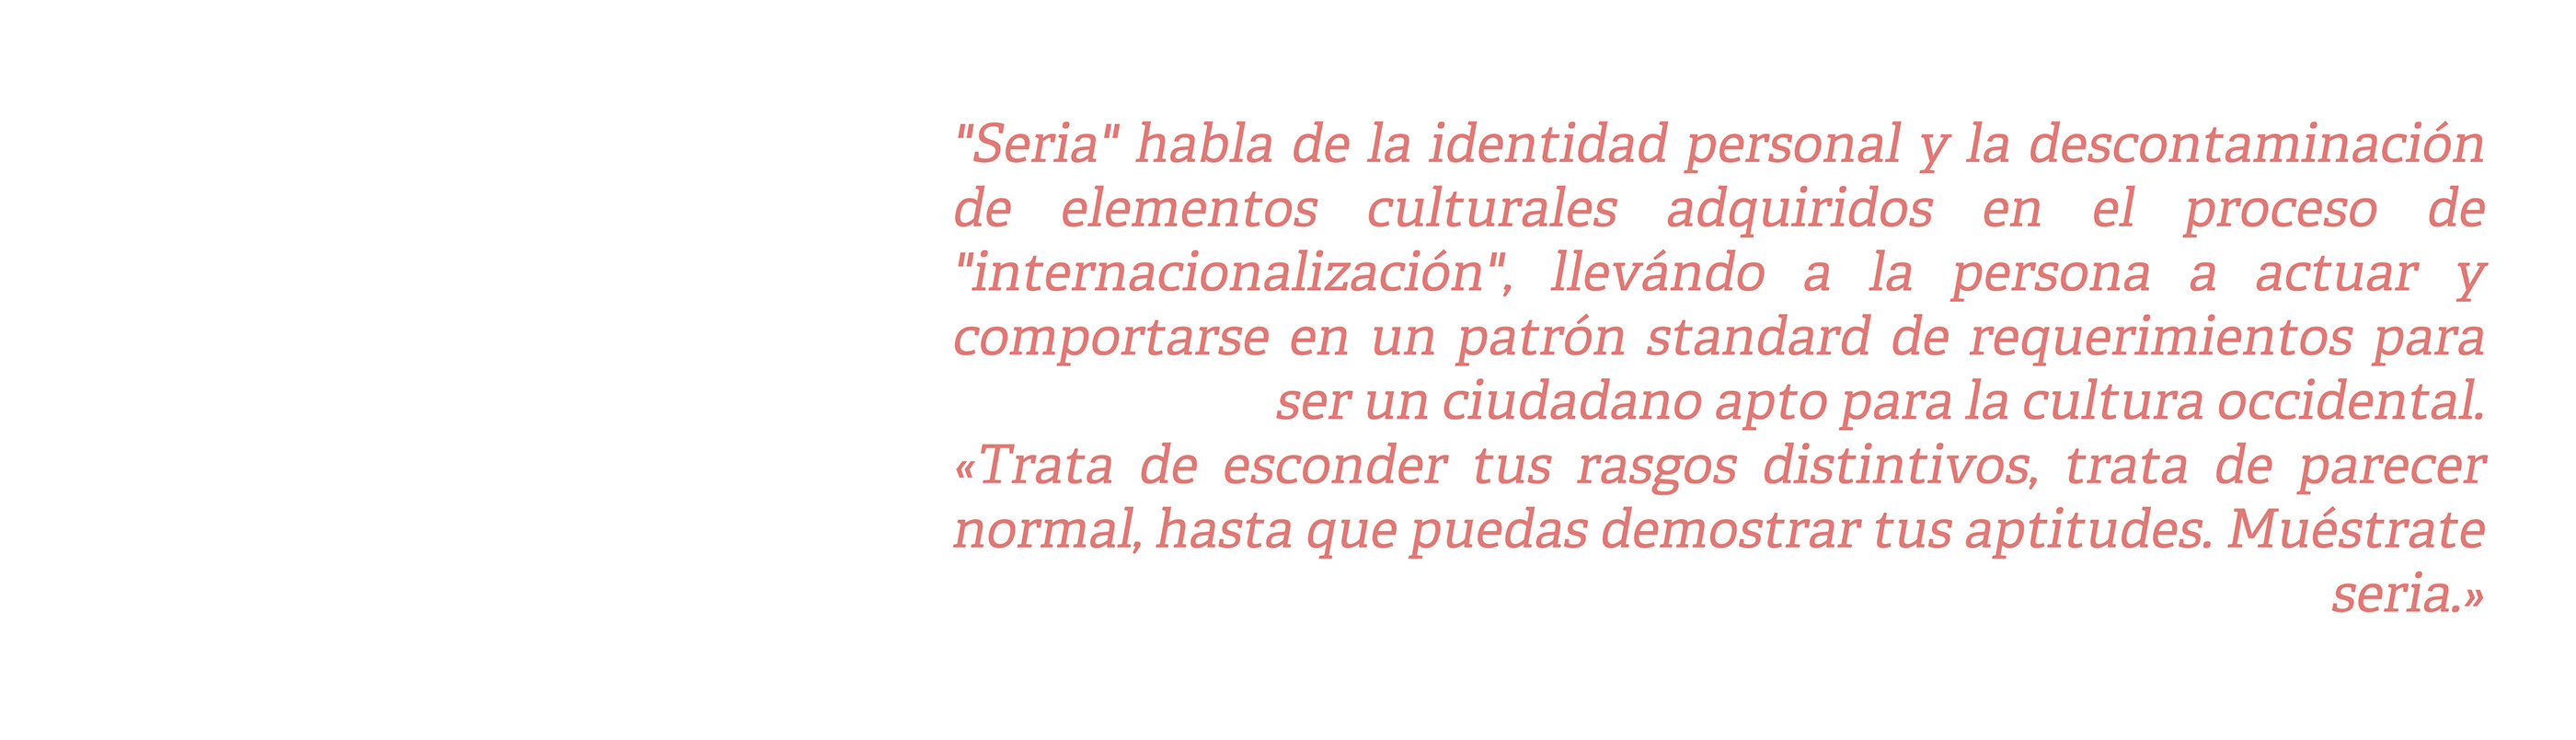 "Seria" habla de la identidad personal y la descontaminación
de elementos culturales adquiridos en el proceso de
"internacionalización", llevándo a la persona a actuar y
comportarse en un patrón standard de requerimientos para
ser un ciudadano apto para la cultura occidental.
«Trata de esconder tus rasgos distintivos, trata de parecer
normal, hasta que puedas demostrar tus aptitudes. Muéstrate
seria.»